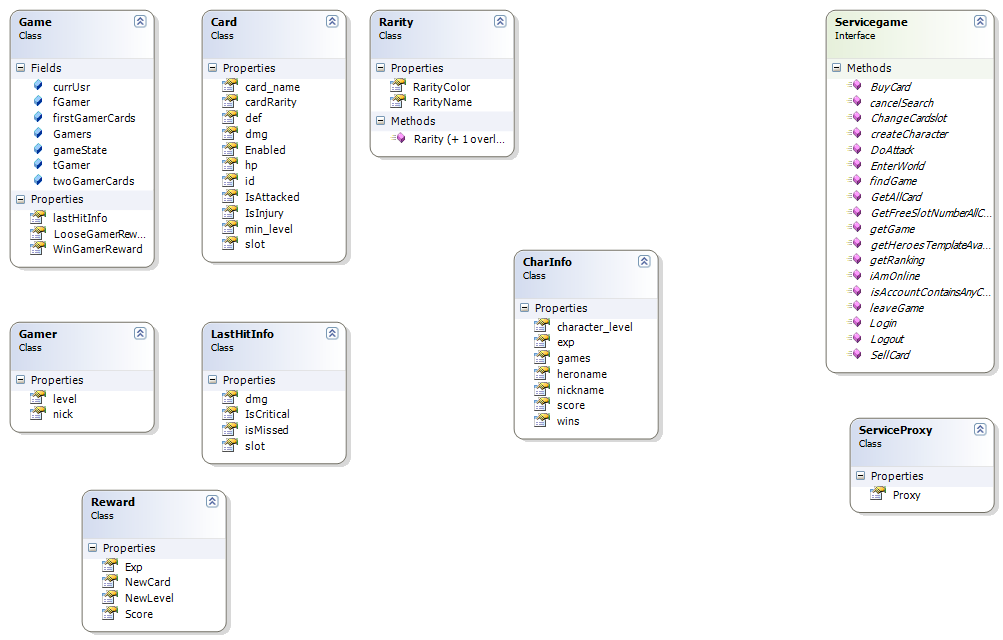 Game
Class
Fields
currUsr
fGamer
firstGamerCards
Gamers
gameState
tGamer
twoGamerCards
Properties
lastHitInfo
LooseGamerRew...
WinGamerReward
Card
Class
Properties
card_name
cardRarity
def
dmg
Enabled
hp
id
IsAttacked
IsInjury
min_level
slot
Rarity
Class
Properties
RarityColor
RarityName
Methods
Rarity (+ 1 overl...
Servicegame
Interface
Methods
BuyCard
cancelSearch
ChangeCardslot
createCharacter
DoAttack
EnterWorld
findGame
GetAllCard
GetFreeSlotNumberAllC...
getGame
getHeroesTemplateAva...
getRanking
iAmOnline
isAccountContainsAnyC...
leaveGame
Login
Logout
SellCard
CharInfo
Class
Properties
character_level
exp
games
heroname
nickname
score
wins
Gamer
Class
Properties
level
nick
LastHitInfo
Class
Properties
dmg
IsCritical
isMissed
slot
ServiceProxy
Class
Properties
Proxy
Reward
Class
Properties
Exp
NewCard
NewLevel
Score